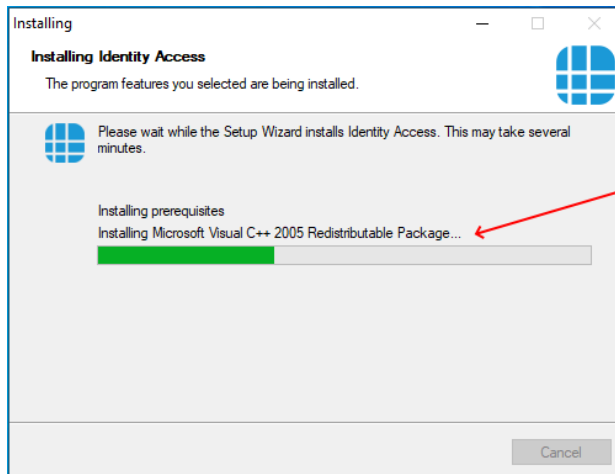 Installing
Installing Identity Access
The program features you selected are being installed.
Please wait while the Setup Wizard installs Identity Access. This may take several
minutes.
Installing prerequisites
Installing Microsoft Visual C++ 2005 Redistributable Package...
Cancel